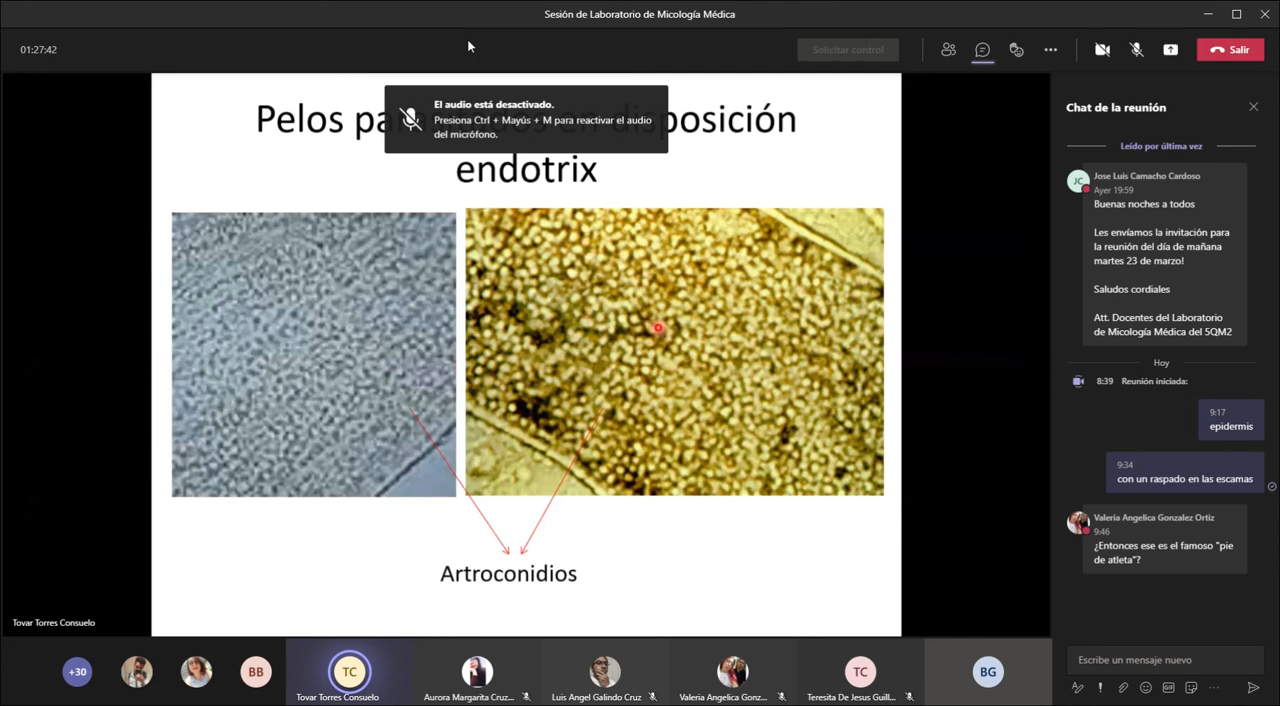 Sesión de Laboratorio de Micología Médica
01:27:42
Solicitar control
Salir
El audio está desactivado.
Presiona Ctrl + Mayús + M para reactivar el audio
del micrófono.
Pelos en disposición
endotrix
Artroconidios
Tovar Torres Consuelo
Chat de la reunión
Leído por última vez
JC
Jose Luis Camacho Cardoso
Ayer 19:59
Buenas noches a todos
Les envíamos la invitación para
la reunión del día de mañana
martes 23 de marzo!
Saludos cordiales
Att. Docentes del Laboratorio
de Micología Médica del 5QM2
Hoy
8:39 Reunión iniciada:
9:17
epidermis
9:34
con un raspado en las escamas
Valeria Angelica Gonzalez Ortiz
9:46
¿Entonces ese es el famoso "pie
de atleta"?
Escribe un mensaje nuevo
GIF
+30
BB
TC
Tovar Torres Consuelo
Aurora Margarita Cruz...
Luis Angel Galindo Cruz
Valeria Angelica Gonz...
TC
Teresita De Jesus Guill...
BG